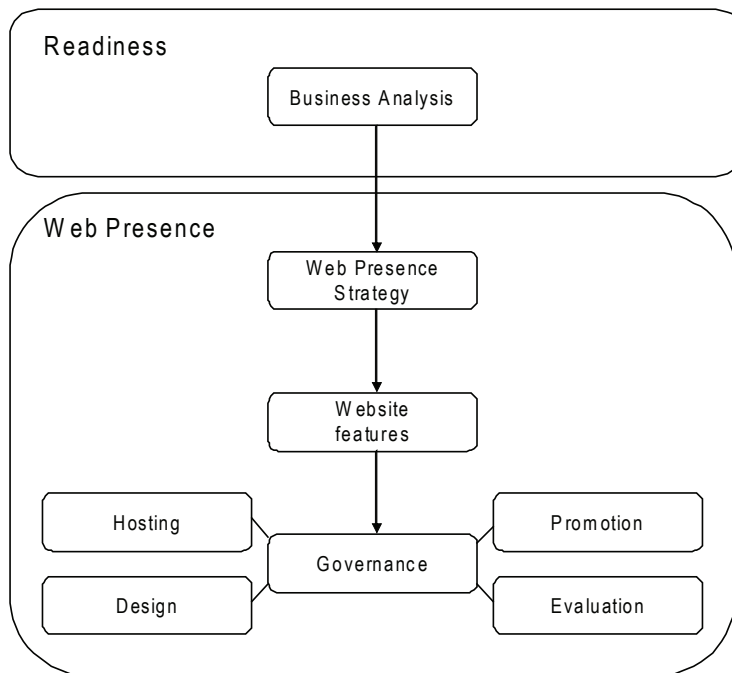 Readiness
Business Analysis
Web Presence
Web Presence
Strategy
Website
features
Hosting
Promotion
Governance
Design
Evaluation